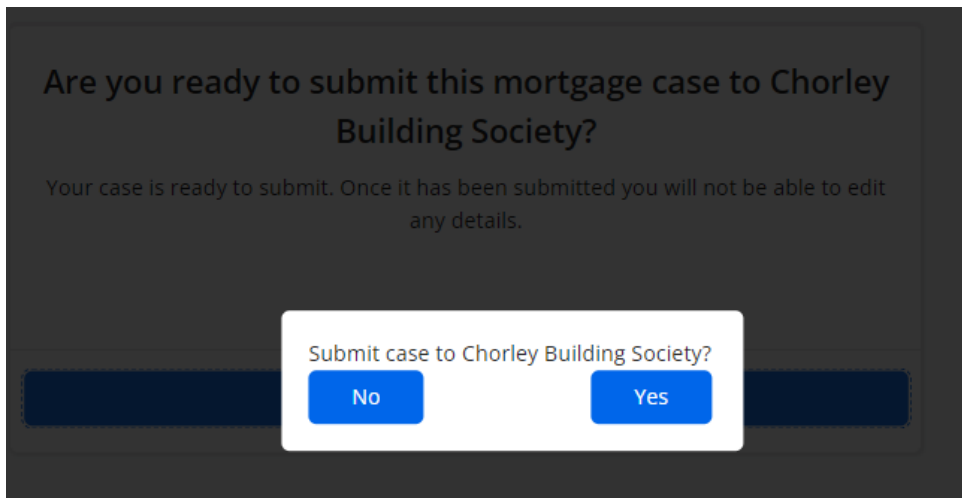 Are you ready to submit this mortgage case to Chorley
Building Society?
Your case is ready to submit. Once it has been submitted you will not be able to edit
any details.
Submit case to Chorley Building Society?
No
Yes